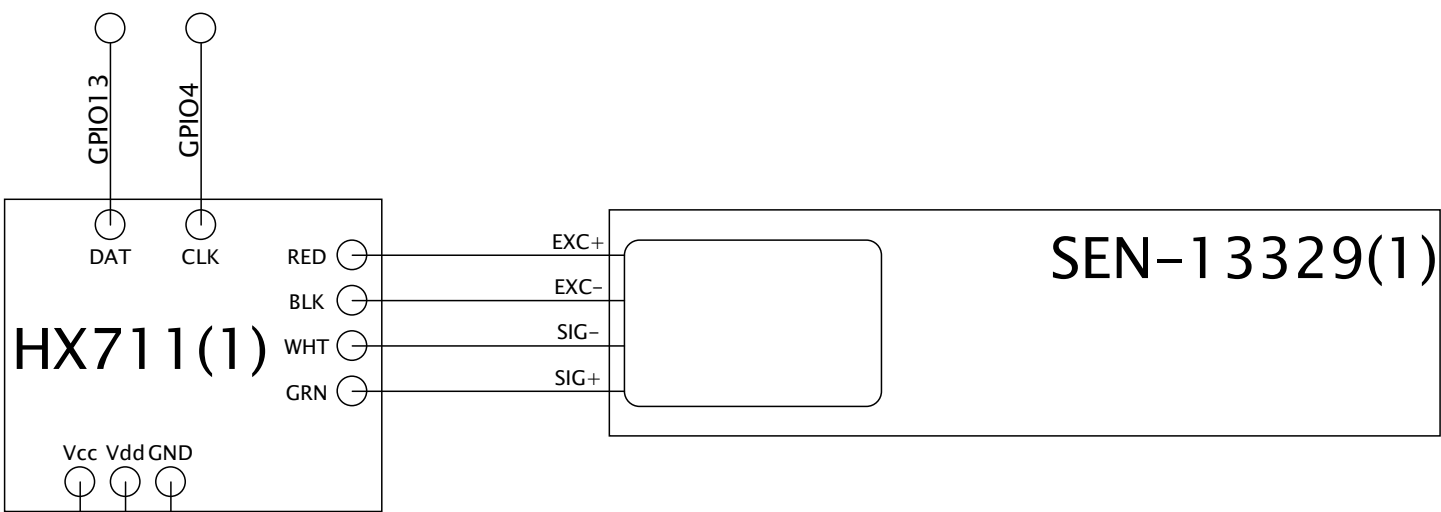 GPIO13
GPIO4
DAT
CLK
RED
BLK
WHT
GRN
HX711(1)
Vcc Vdd GND
EXC+
EXC-
SIG-
SIG+
SEN-13329(1)